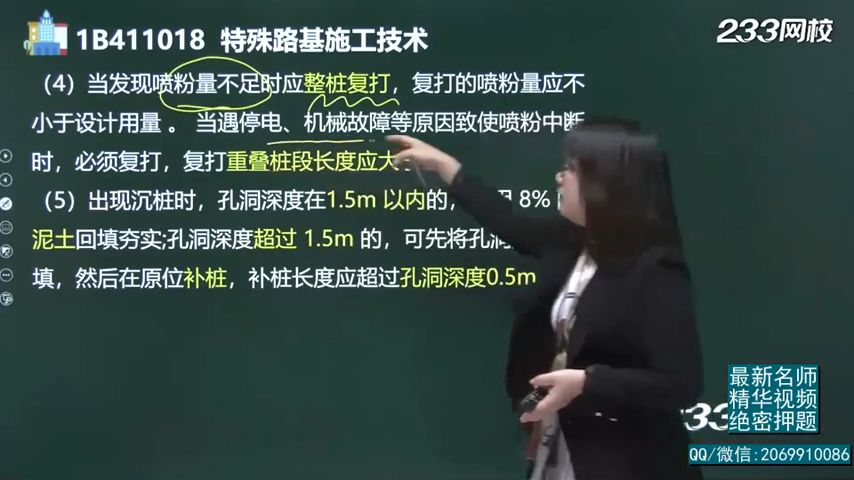 1B411018 特殊路基施工技术
233网校
（4）当发现喷粉量不足时应整桩复打，复打的喷粉量应不
小于设计用量 。 当遇停电、机械故障等原因致使喷粉中断
时，必须复打，复打重叠桩段长度应大
（5）出现沉桩时，孔洞深度在1.5m 以内的， 8%
泥土回填夯实;孔洞深度超过 1.5m 的，可先将孔
填，然后在原位补桩，补桩长度应超过孔洞深度0.5m
233
最新名师
精华视频
绝密押题
QQ/微信:2069910086